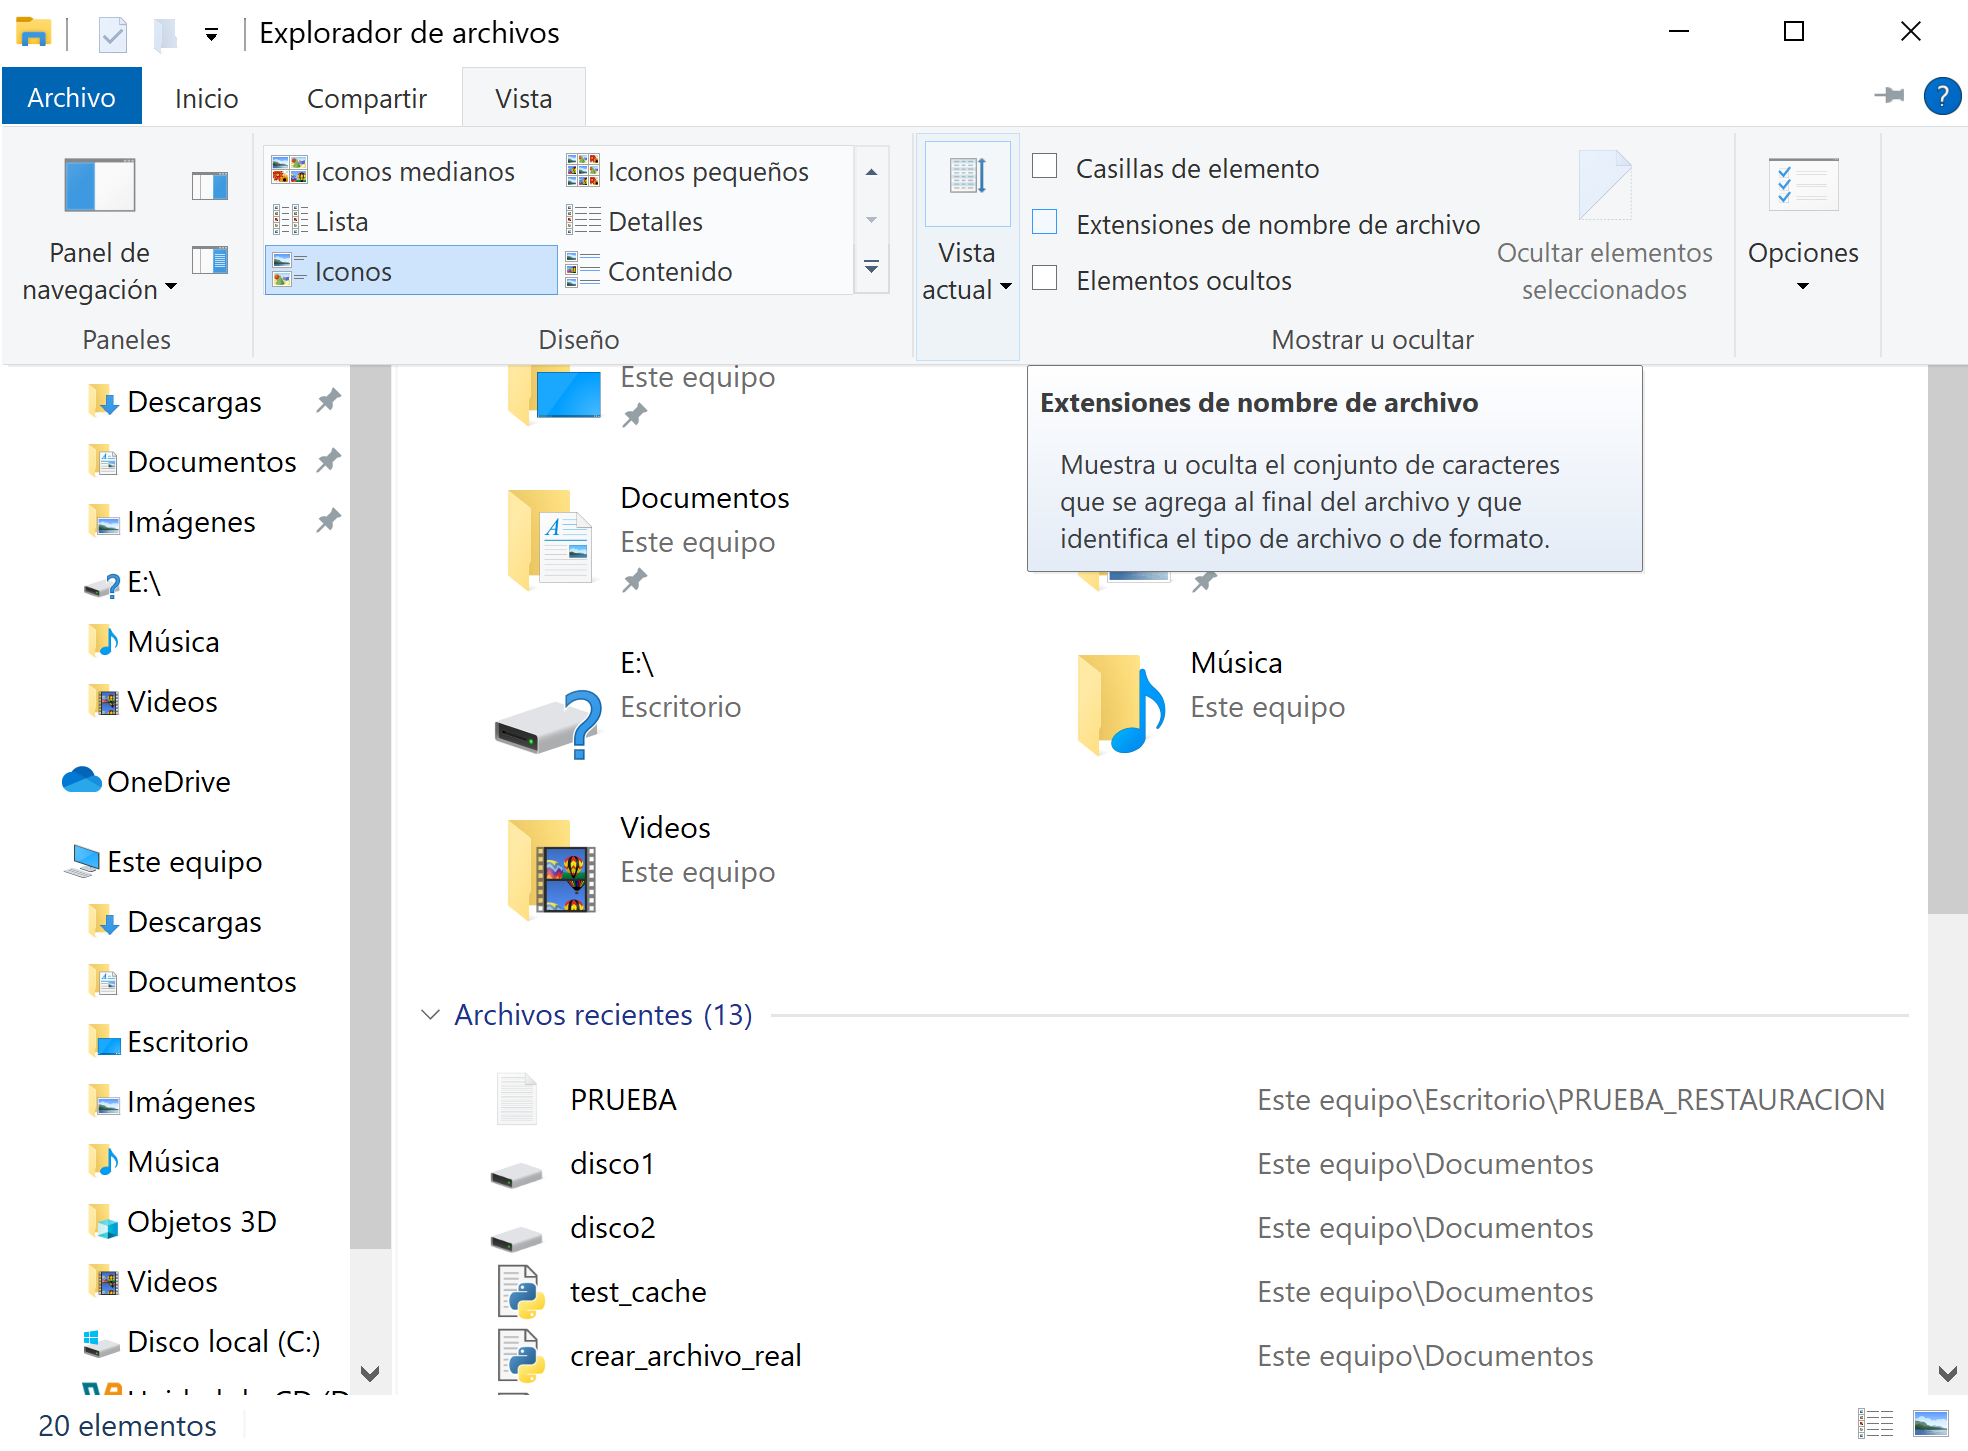 Explorador de archivos
Archivo
Inicio
Compartir
Vista
?
Panel de
navegación
Paneles
Iconos medianos
Iconos pequeños
Lista
Detalles
Iconos
Contenido
Diseño
Vista
actual
Casillas de elemento
Extensiones de nombre de archivo
Elementos ocultos
Ocultar elementos
seleccionados
Mostrar u ocultar
Opciones
Extensiones de nombre de archivo
Muestra u oculta el conjunto de caracteres
que se agrega al final del archivo y que
identifica el tipo de archivo o de formato.
Descargas
Documentos
Imágenes
E:\
Música
Videos
OneDrive
Este equipo
Descargas
Documentos
Escritorio
Imágenes
Música
Objetos 3D
Videos
Disco local (C:)
Este equipo
Documentos
Este equipo
E:\
Escritorio
Música
Este equipo
Videos
Este equipo
Archivos recientes (13)
PRUEBA
Este equipo\Escritorio\PRUEBA_RESTAURACION
disco1
Este equipo\Documentos
disco2
Este equipo\Documentos
test_cache
Este equipo\Documentos
crear_archivo_real
Este equipo\Documentos
20 elementos